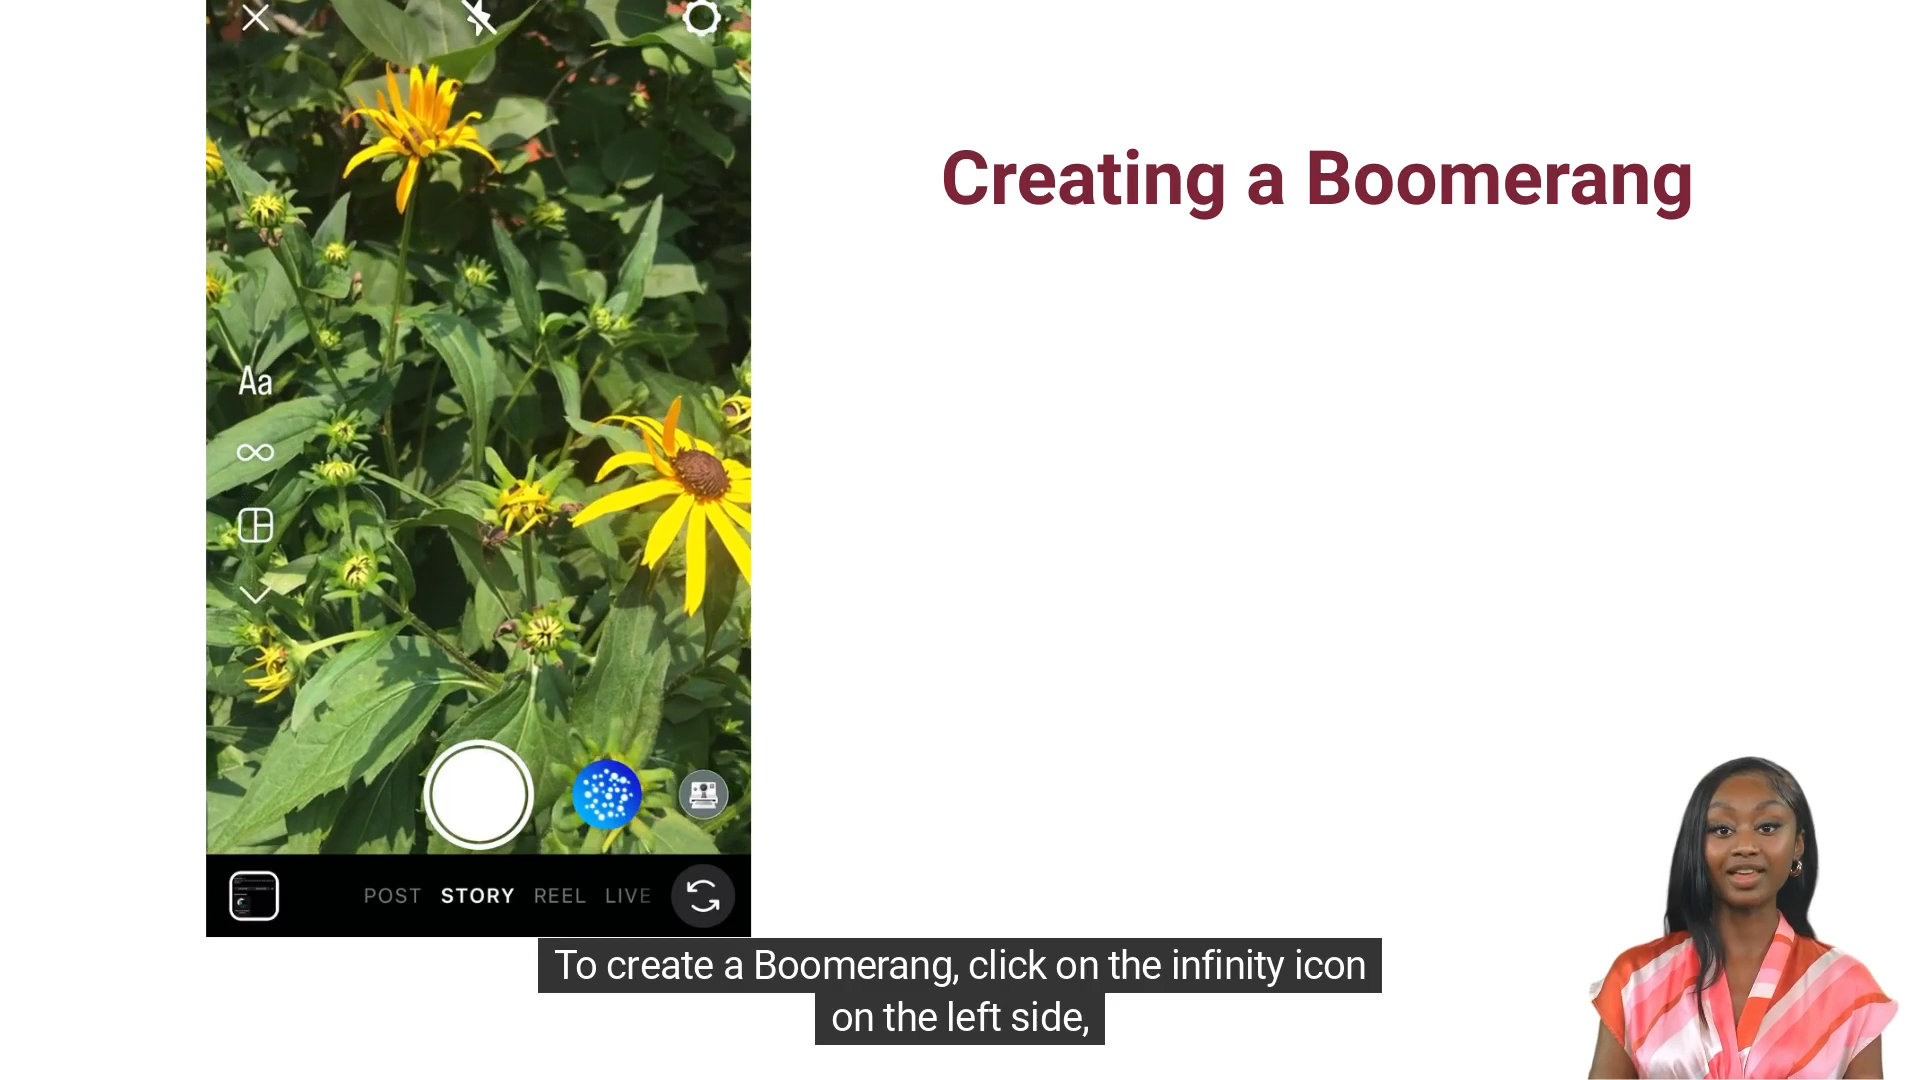 Creating a Boomerang
Aa
POST STORY REEL LIVE
To create a Boomerang, click on the infinity icon
on the left side,